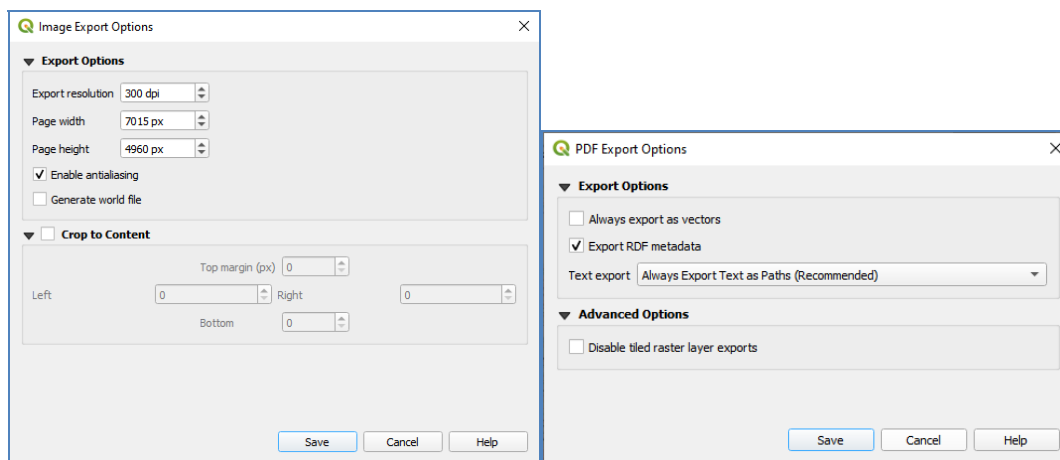 Image Export Options
Export Options
Export resolution 300 dpi
Page width 7015 px
Page height 4960 px
Enable antialiasing
Generate world file
Crop to Content
Top margin (px) 0
Left 0 Right 0
Bottom 0
Save Cancel Help
PDF Export Options
Export Options
Always export as vectors
Export RDF metadata
Text export Always Export Text as Paths (Recommended)
Advanced Options
Disable tiled raster layer exports
Save Cancel Help